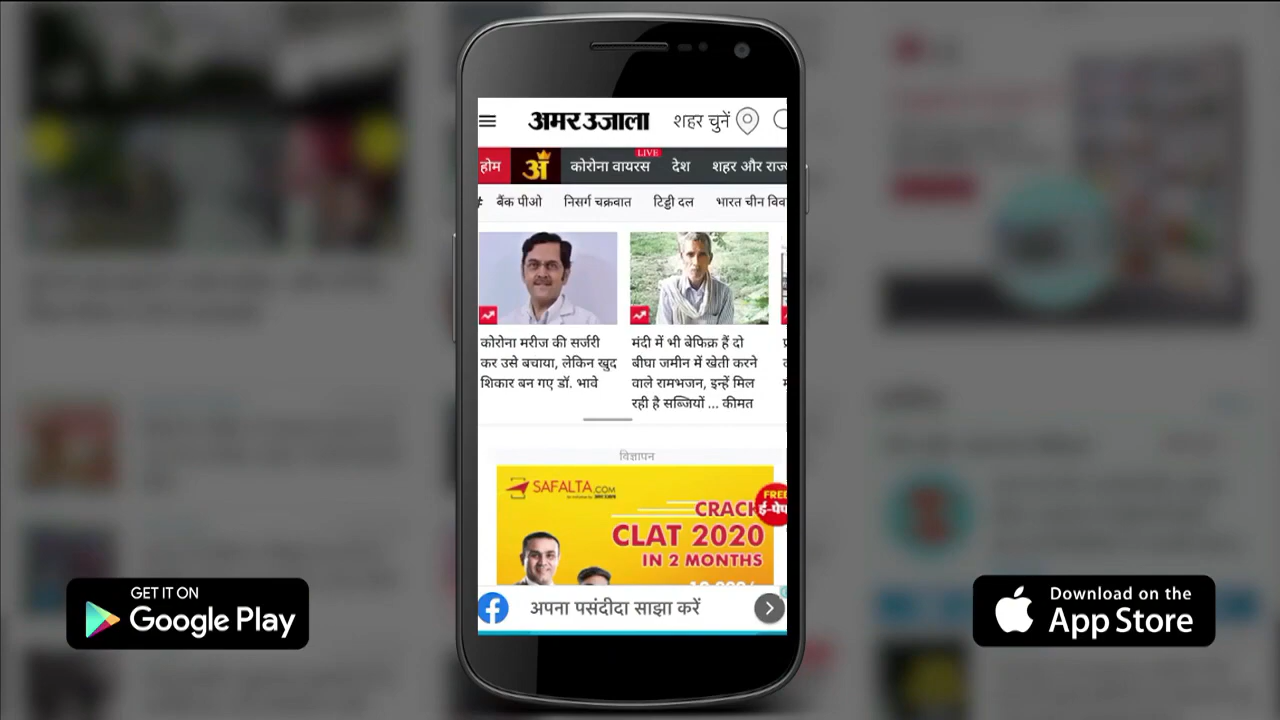 अमर उजाला
शहर चुनें
LIVE
होम
अ
कोरोना वायरस
देश
शहर और राज्
# बैंक पीओ
निसर्ग चक्रवात
टिड्डी दल
भारत चीन विवा
कोरोना मरीज की सर्जरी
कर उसे बचाया, लेकिन खुद
शिकार बन गए डॉ. भावे
मंदी में भी बेफिक्र हैं दो
बीघा जमीन में खेती करने
वाले रामभजन, इन्हें मिल
रही है सब्जियों ... कीमत
विज्ञापन
SAFALTA.COM
CRACK
CLAT 2020
IN 2 MONTHS
FREE
ई-पेप
अपना पसंदीदा साझा करें
GET IT ON
Google Play
Download on the
App Store